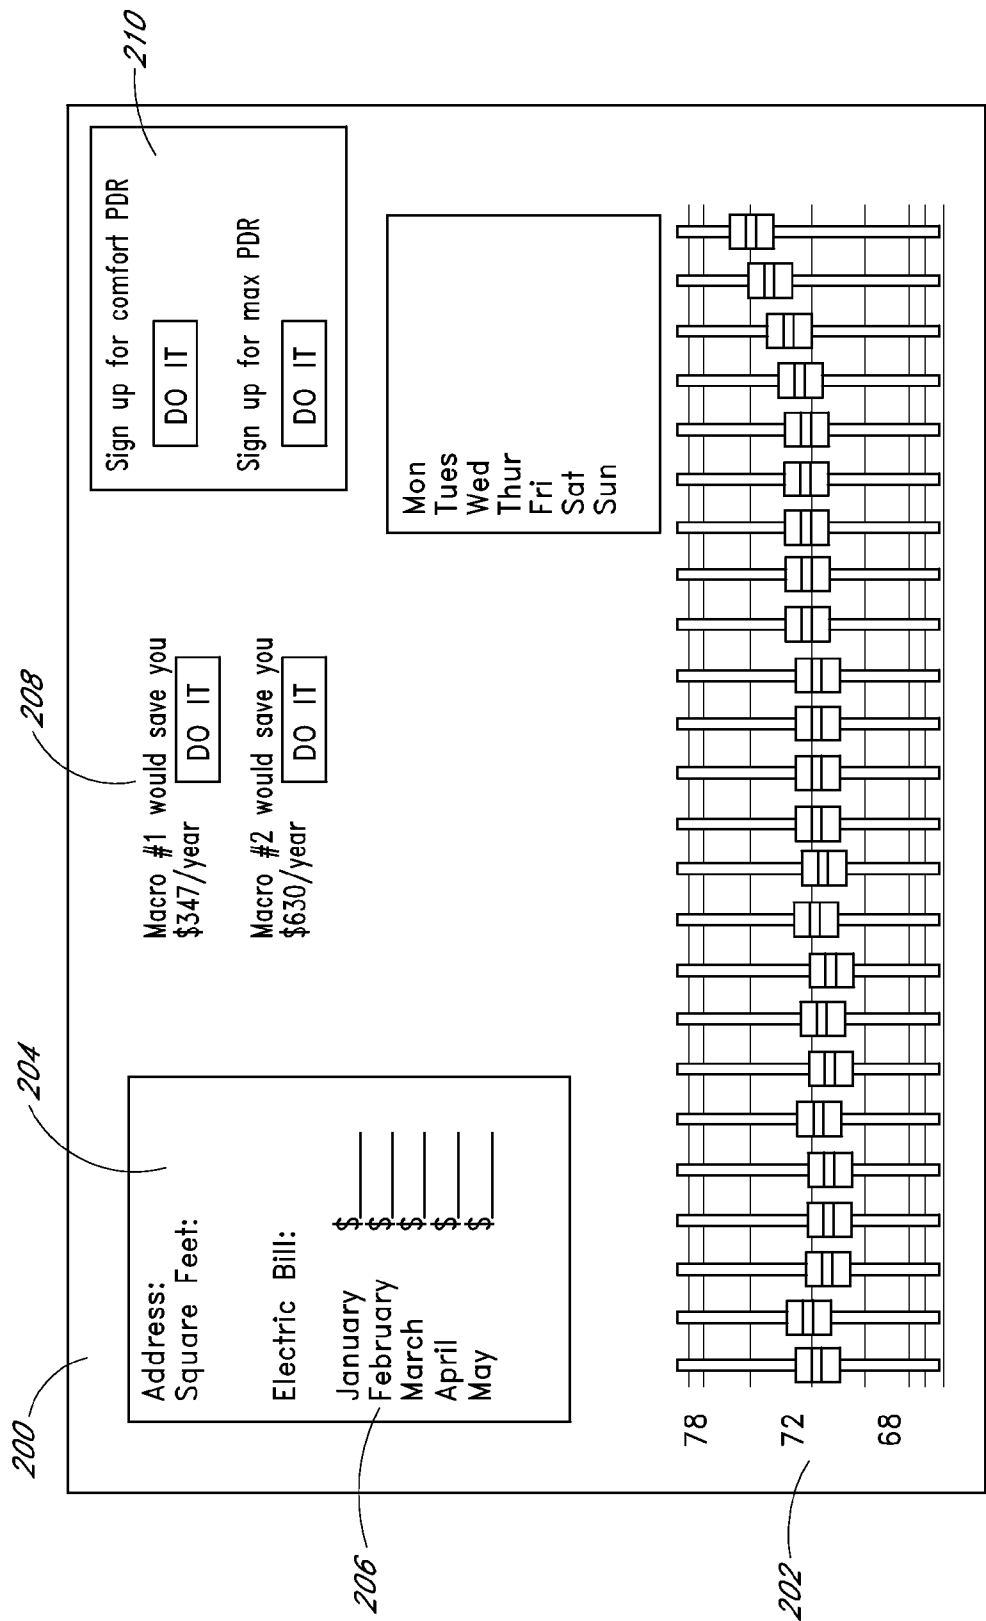 200
204
Address:
Square Feet:
Electric Bill:
January $
February $
March $
April $
May $
206
208
Macro #1 would save you
$347/year
DO IT
Macro #2 would save you
$630/year
DO IT
210
Sign up for comfort PDR
DO IT
Sign up for max PDR
DO IT
Mon
Tues
Wed
Thur
Fri
Sat
Sun
78
72
68
202